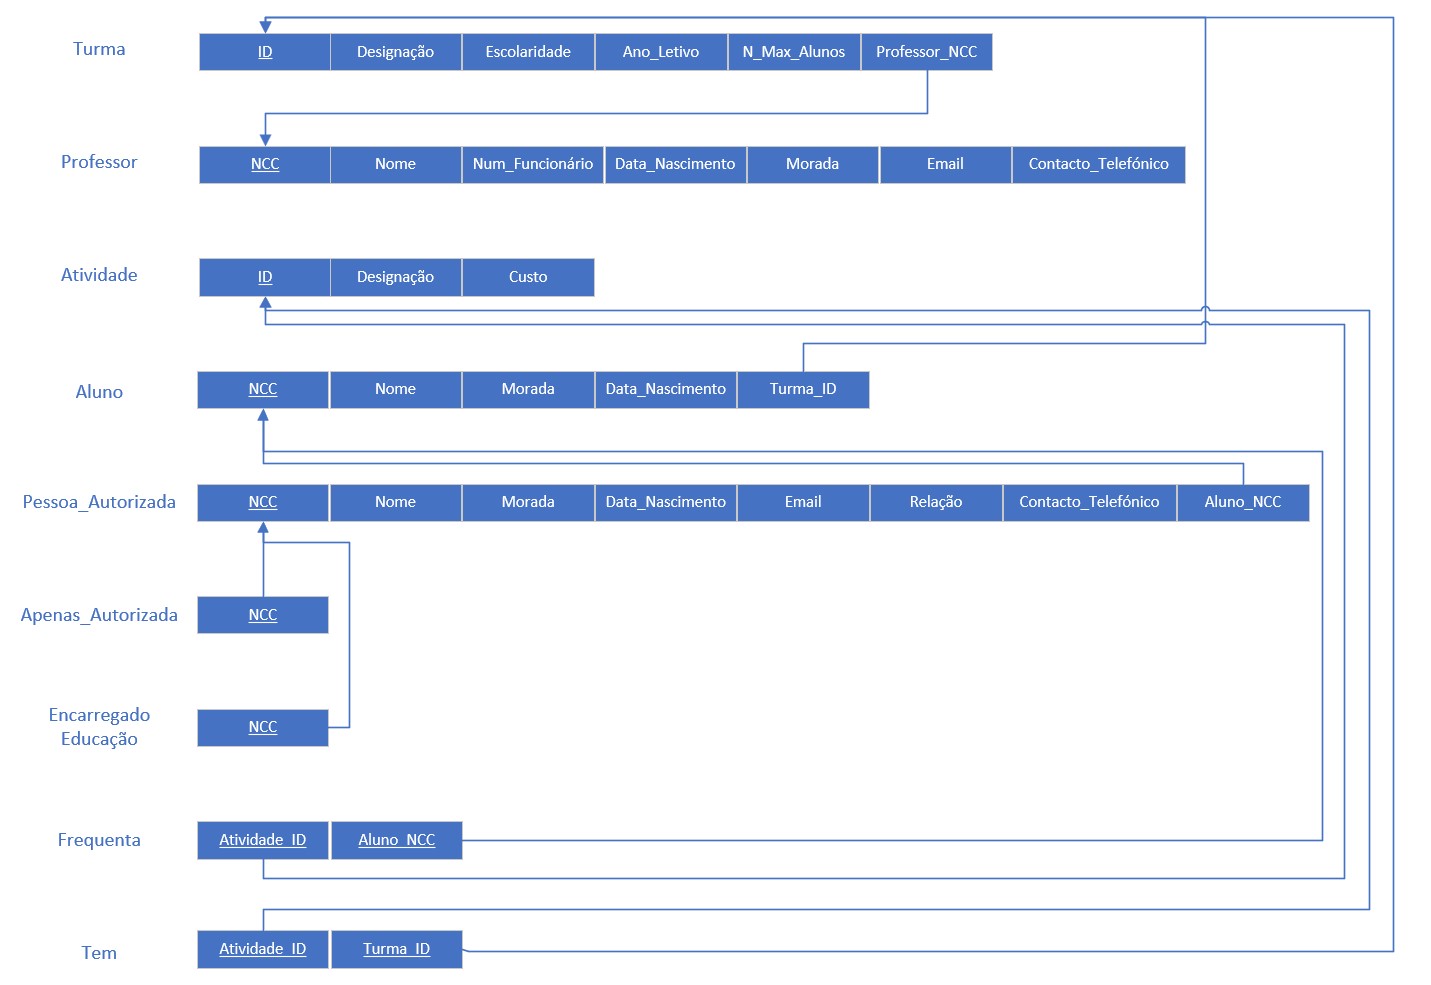 Turma ID Designação Escolaridade Ano_Letivo N_Max_Alunos Professor_NCC
Professor NCC Nome Num_Funcionário Data_Nascimento Morada Email Contacto_Telefónico
Atividade ID Designação Custo
Aluno NCC Nome Morada Data_Nascimento Turma_ID
Pessoa_Autorizada NCC Nome Morada Data_Nascimento Email Relação Contacto_Telefónico Aluno_NCC
Apenas_Autorizada NCC
Encarregado
Educação NCC
Frequenta Atividade_ID Aluno_NCC
Tem Atividade_ID Turma_ID